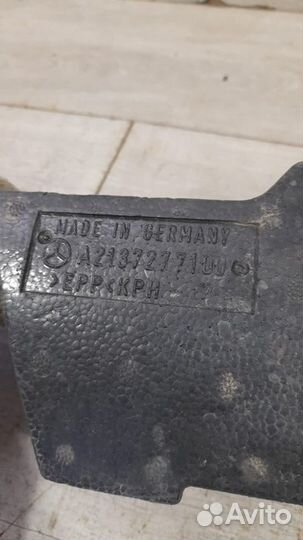 MADE IN GERMANY
A2137277100
>EPP< KPH
Avito